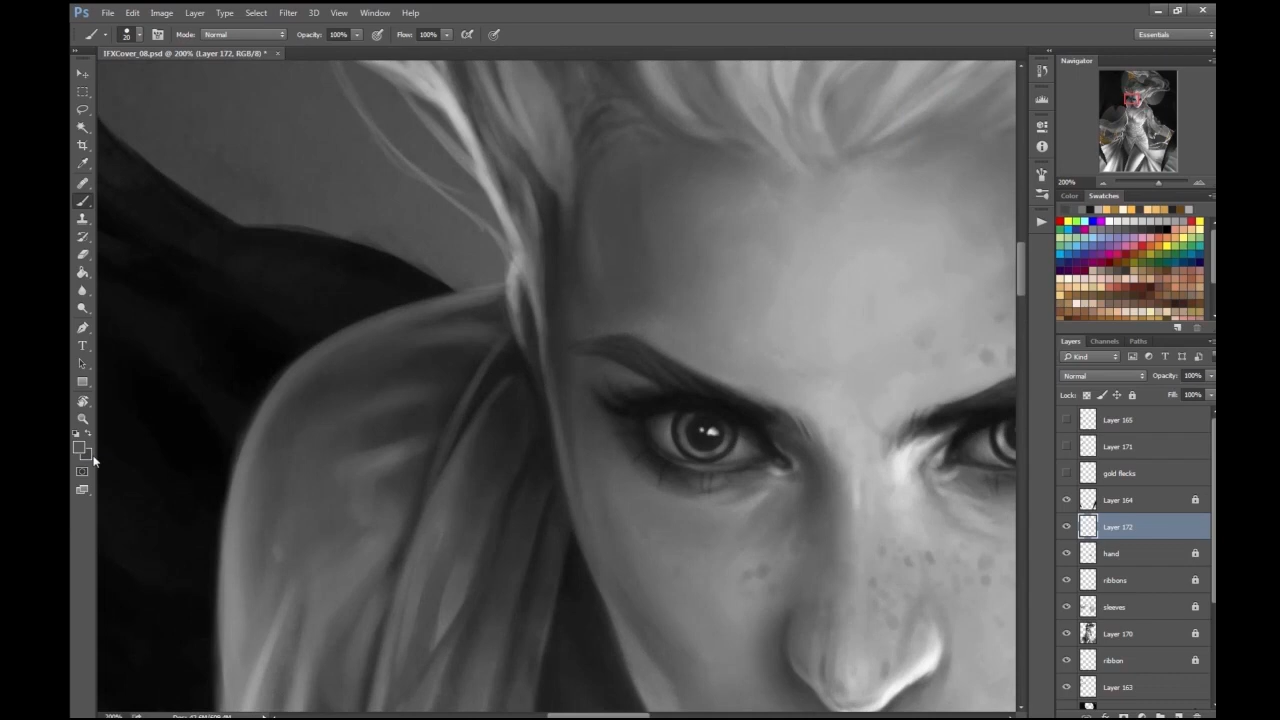 Ps File Edit Image Layer Type Select Filter 3D View Window Help
20 Mode: Normal Opacity: 100% Flow: 100% Essentials
IFXCover_08.psd @ 200% (Layer 172, RGB/8) *
Navigator
200%
Color Swatches
Layers Channels Paths
Kind
Normal Opacity: 100%
Lock: Fill: 100%
Layer 165
Layer 171
gold flecks
Layer 164
Layer 172
hand
ribbons
sleeves
Layer 170
ribbon
Layer 163
200%